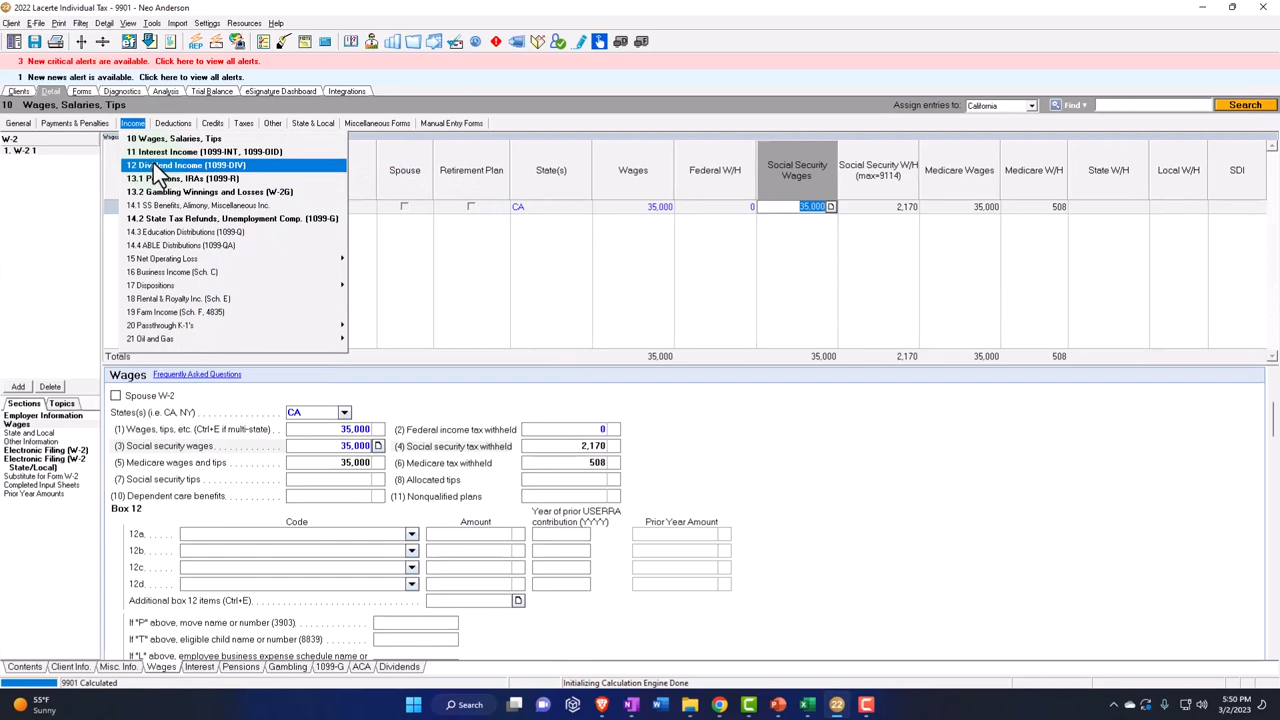 2022 Lacerte Individual Tax - 9901 - Neo Anderson
Client E-File Print Filter Detail View Tools Import Settings Resources Help
3 New critical alerts are available. Click here to view all alerts.
1 New news alert is available. Click here to view all alerts.
Clients Detail Forms Diagnostics Analysis Trial Balance eSignature Dashboard Integrations
10 Wages, Salaries, Tips Assign entries to: California Find Search
General Payments & Penalties Income Deductions Credits Taxes Other State & Local Miscellaneous Forms Manual Entry Forms
W-2
1. W-2 1
10 Wages, Salaries, Tips
11 Interest Income (1099-INT, 1099-OID)
12 Dividend Income (1099-DIV)
13.1 IRAs (1099-R)
13.2 Gambling Winnings and Losses (W-2G)
14.1 SS Benefits, Alimony, Miscellaneous Inc.
14.2 State Tax Refunds, Unemployment Comp. (1099-G)
14.3 Education Distributions (1099-Q)
14.4 ABLE Distributions (1099-QA)
15 Net Operating Loss
16 Business Income (Sch. C)
17 Dispositions
18 Rental & Royalty Inc. (Sch. E)
19 Farm Income (Sch. F, 4835)
20 Passthrough K-1's
21 Oil and Gas
Spouse Retirement Plan State(s) Wages Federal W/H Social Security Wages Social Security W/H (max=9114) Medicare Wages Medicare W/H State W/H Local W/H SDI
CA 35,000 0 35,000 2,170 35,000 508
Totals 35,000 35,000 2,170 35,000 508
Add Delete
Sections Topics
Employer Information
Wages
State and Local
Other Information
Electronic Filing (W-2)
Electronic Filing (W-2 State/Local)
Substitute for Form W-2
Completed Input Sheets
Prior Year Amounts
Wages Frequently Asked Questions
Spouse W-2
States(s) (i.e. CA, NY) CA
(1) Wages, tips, etc. (Ctrl+E if multi-state) 35,000 (2) Federal income tax withheld 0
(3) Social security wages 35,000 (4) Social security tax withheld 2,170
(5) Medicare wages and tips 35,000 (6) Medicare tax withheld 508
(7) Social security tips (8) Allocated tips
(10) Dependent care benefits (11) Nonqualified plans
Box 12
Code Amount Year of prior USERRA contribution (YYYY) Prior Year Amount
12a
12b
12c
12d
Additional box 12 items (Ctrl+E)
If "P" above, move name or number (3903)
If "T" above, eligible child name or number (8839)
If "L" above, employee business expense schedule name or
Contents Client Info. Misc. Info. Wages Interest Pensions Gambling 1099-G ACA Dividends
9901 Calculated Initializing Calculation Engine Done
55°F
Sunny
Search
5:50 PM
3/2/2023